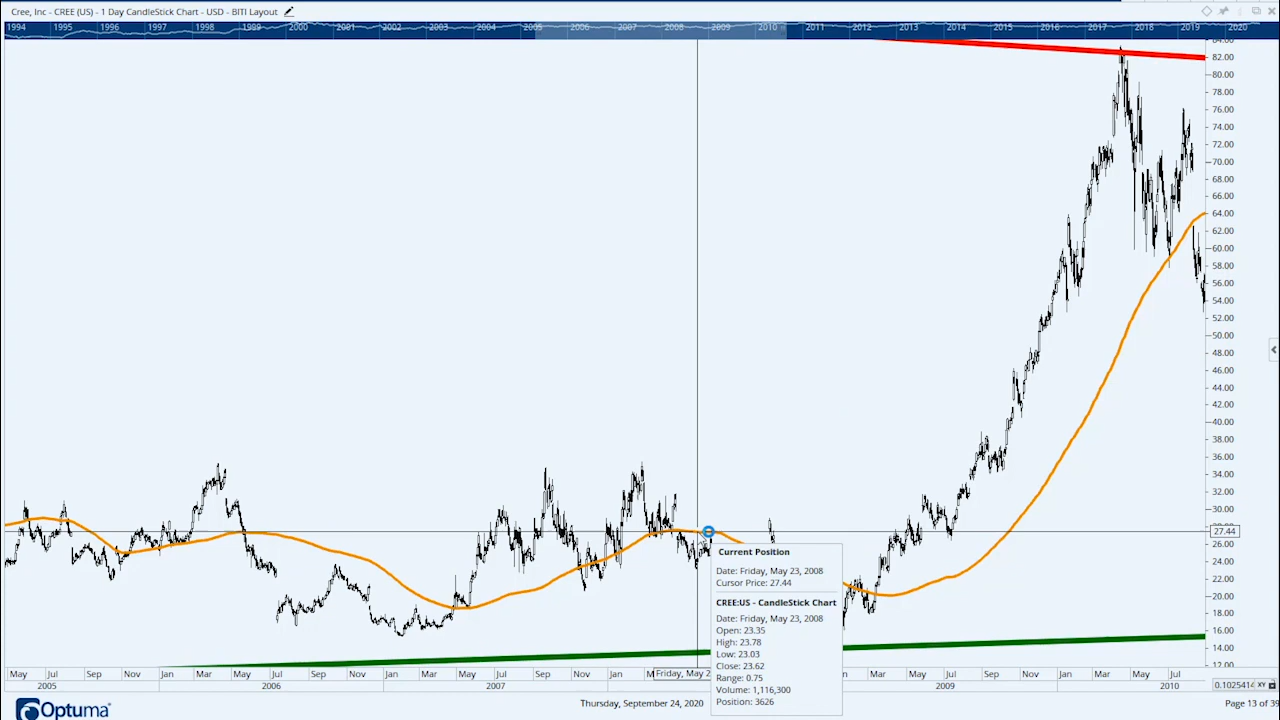 Cree, Inc - CREE (US) - 1 Day CandleStick Chart - USD - BITI Layout
1994 1995 1996 1997 1998 1999 2000 2001 2002 2003 2004 2005 2006 2007 2008 2009 2010 2011 2012 2013 2014 2015 2016 2017 2018 2019 2020
84.00
82.00
80.00
78.00
76.00
74.00
72.00
70.00
68.00
66.00
64.00
62.00
60.00
58.00
56.00
54.00
52.00
50.00
48.00
46.00
44.00
42.00
40.00
38.00
36.00
34.00
32.00
30.00
28.00
27.44
26.00
24.00
22.00
20.00
18.00
16.00
14.00
12.00
Current Position
Date: Friday, May 23, 2008
Cursor Price: 27.44
CREE:US - CandleStick Chart
Date: Friday, May 23, 2008
Open: 23.35
High: 23.78
Low: 23.03
Close: 23.62
Range: 0.75
Volume: 1,116,300
Position: 3626
May Jul Sep Nov Jan Mar May Jul Sep Nov Jan Mar May Jul Sep Nov Jan M Friday, May 2 n Mar May Jul Sep Nov Jan Mar May Jul
2005 2006 2007 2009 2010
0.1025414 XY
Optuma
Thursday, September 24, 2020
Page 13 of 39